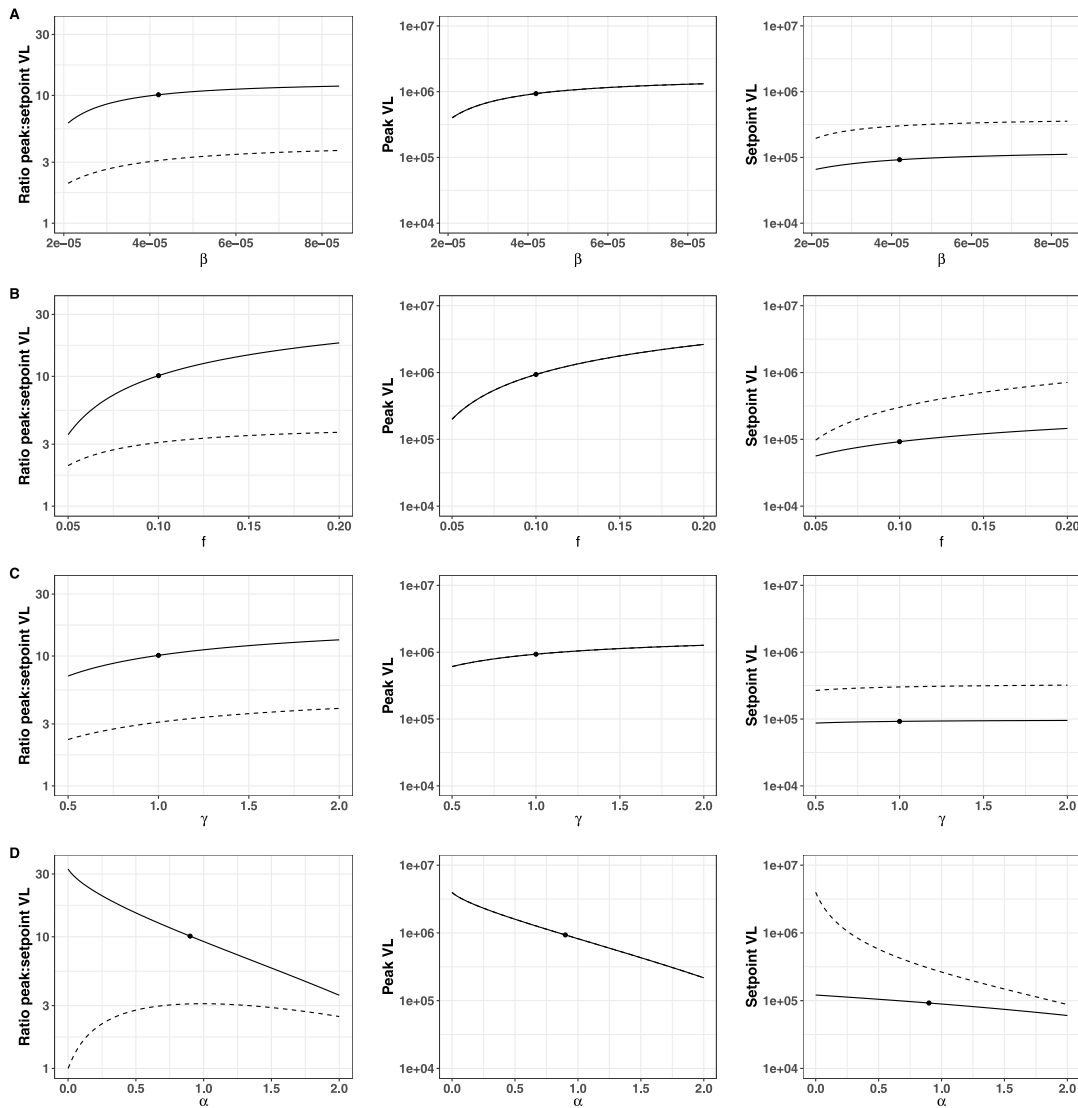 A
Ratio peak:setpoint VL
30
10
3
1
2e−05 4e−05 6e−05 8e−05
β
Peak VL
1e+07
1e+06
1e+05
1e+04
2e−05 4e−05 6e−05 8e−05
β
Setpoint VL
1e+07
1e+06
1e+05
1e+04
2e−05 4e−05 6e−05 8e−05
β
B
Ratio peak:setpoint VL
30
10
3
1
0.05 0.10 0.15 0.20
f
Peak VL
1e+07
1e+06
1e+05
1e+04
0.05 0.10 0.15 0.20
f
Setpoint VL
1e+07
1e+06
1e+05
1e+04
0.05 0.10 0.15 0.20
f
C
Ratio peak:setpoint VL
30
10
3
1
0.5 1.0 1.5 2.0
γ
Peak VL
1e+07
1e+06
1e+05
1e+04
0.5 1.0 1.5 2.0
γ
Setpoint VL
1e+07
1e+06
1e+05
1e+04
0.5 1.0 1.5 2.0
γ
D
Ratio peak:setpoint VL
30
10
3
1
0.0 0.5 1.0 1.5 2.0
α
Peak VL
1e+07
1e+06
1e+05
1e+04
0.0 0.5 1.0 1.5 2.0
α
Setpoint VL
1e+07
1e+06
1e+05
1e+04
0.0 0.5 1.0 1.5 2.0
α